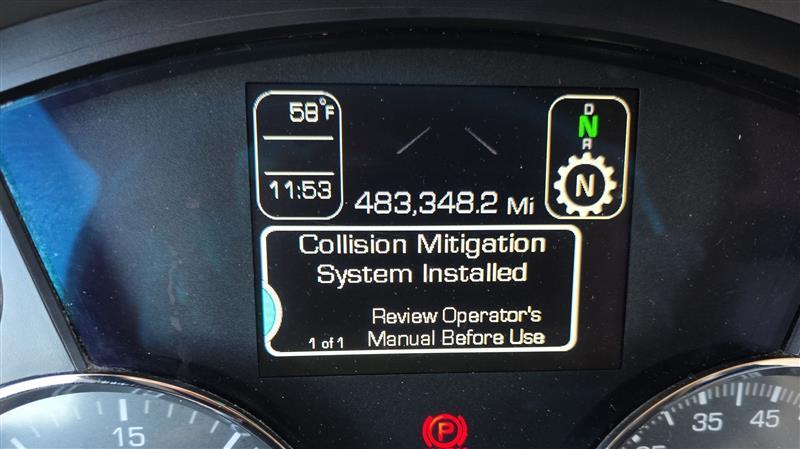 58°F
11:53
483,348.2 Mi
D
N
R
N
Collision Mitigation
System Installed
Review Operator's
Manual Before Use
1 of 1
15
P
35
45